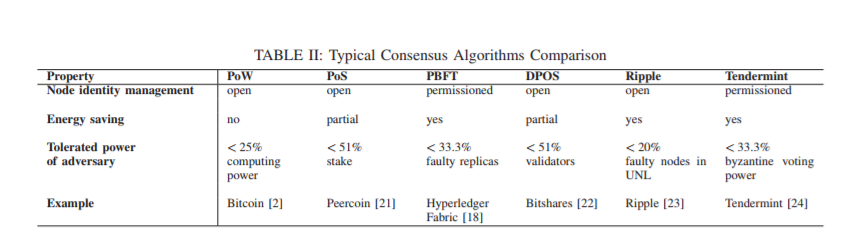 TABLE II: Typical Consensus Algorithms Comparison
Property PoW PoS PBFT DPOS Ripple Tendermint
Node identity management open open permissioned open open permissioned
Energy saving no partial yes partial yes yes
Tolerated power < 25% < 51% < 33.3% < 51% < 20% < 33.3%
of adversary computing stake faulty replicas validators faulty nodes in byzantine voting
power UNL power
Example Bitcoin [2] Peercoin [21] Hyperledger Bitshares [22] Ripple [23] Tendermint [24]
Fabric [18]